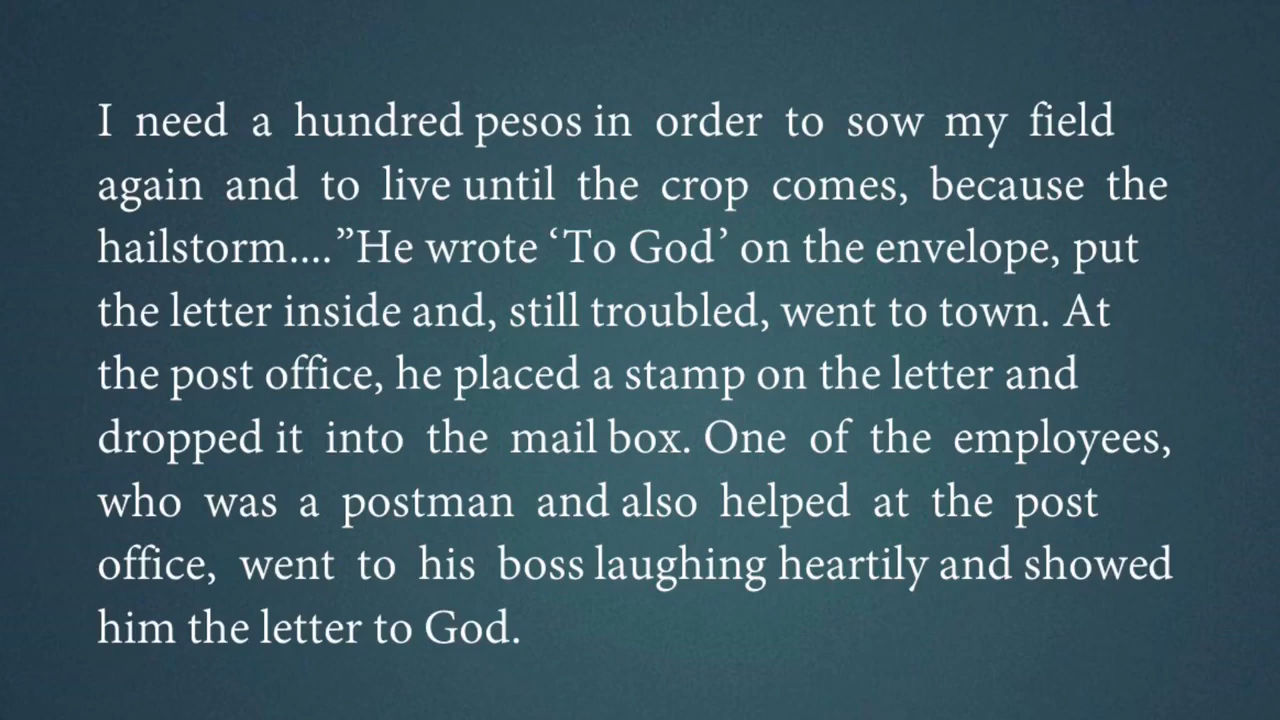 I need a hundred pesos in order to sow my field
again and to live until the crop comes, because the
hailstorm....”He wrote ‘To God’ on the envelope, put
the letter inside and, still troubled, went to town. At
the post office, he placed a stamp on the letter and
dropped it into the mail box. One of the employees,
who was a postman and also helped at the post
office, went to his boss laughing heartily and showed
him the letter to God.